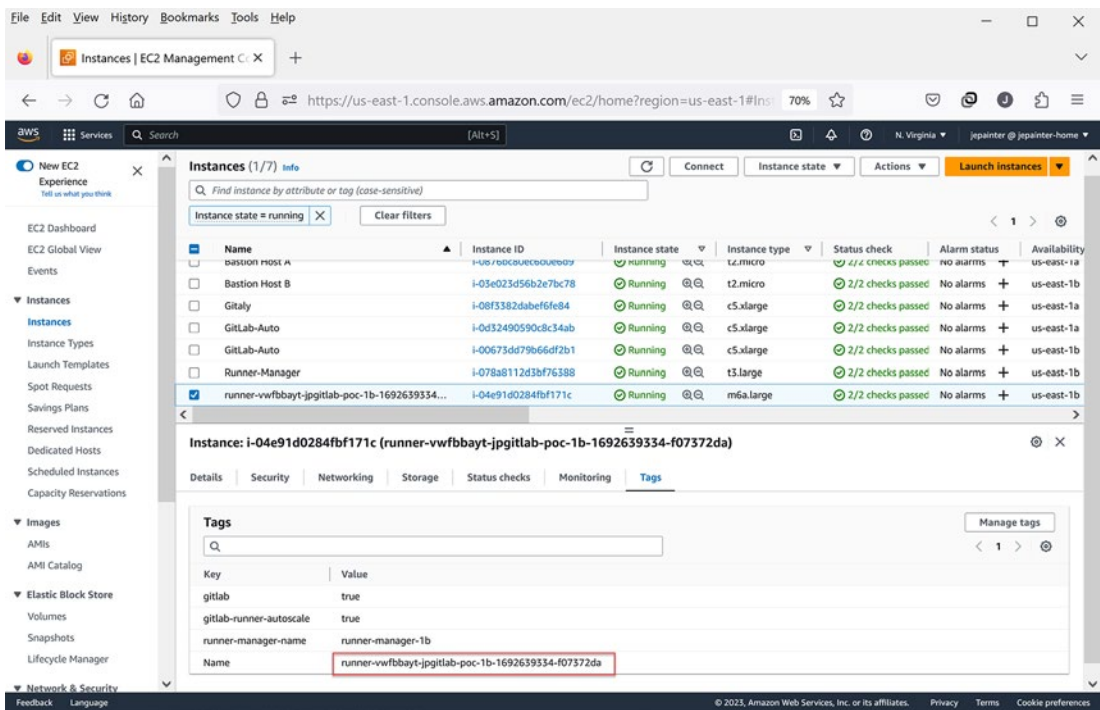 File Edit View History Bookmarks Tools Help
Instances | EC2 Management Co
https://us-east-1.console.aws.amazon.com/ec2/home?region=us-east-1#Ins 70%
aws Services Search [Alt+S] N. Virginia ▼ jepainter @ jepainter-home ▼
New EC2
Experience
Tell us what you think
EC2 Dashboard
EC2 Global View
Events
▼ Instances
Instances
Instance Types
Launch Templates
Spot Requests
Savings Plans
Reserved Instances
Dedicated Hosts
Scheduled Instances
Capacity Reservations
▼ Images
AMIs
AMI Catalog
▼ Elastic Block Store
Volumes
Snapshots
Lifecycle Manager
▼ Network & Security
Instances (1/7) Info Connect Instance state ▼ Actions ▼ Launch instances ▼
Find instance by attribute or tag (case-sensitive)
Instance state = running Clear filters
1
Name Instance ID Instance state Instance type Status check Alarm status Availability
Bastion Host A Running t2.micro 2/2 checks passed No alarms + us-east-1a
Bastion Host B i-03e023d56b2e7bc78 Running t2.micro 2/2 checks passed No alarms + us-east-1b
Gitaly i-08f3382dabef6fe84 Running c5.xlarge 2/2 checks passed No alarms + us-east-1a
GitLab-Auto i-0d32490590c8c34ab Running c5.xlarge 2/2 checks passed No alarms + us-east-1a
GitLab-Auto i-00673dd79b66df2b1 Running c5.xlarge 2/2 checks passed No alarms + us-east-1b
Runner-Manager i-078a8112d3bf76388 Running t3.large 2/2 checks passed No alarms + us-east-1b
runner-vwfbbayt-jpgitlab-poc-1b-1692639334... i-04e91d0284fbf171c Running m6a.large 2/2 checks passed No alarms + us-east-1b
Instance: i-04e91d0284fbf171c (runner-vwfbbayt-jpgitlab-poc-1b-1692639334-f07372da)
Details Security Networking Storage Status checks Monitoring Tags
Tags Manage tags
1
Key Value
gitlab true
gitlab-runner-autoscale true
runner-manager-name runner-manager-1b
Name runner-vwfbbayt-jpgitlab-poc-1b-1692639334-f07372da
Feedback Language © 2023, Amazon Web Services, Inc. or its affiliates. Privacy Terms Cookie preferences